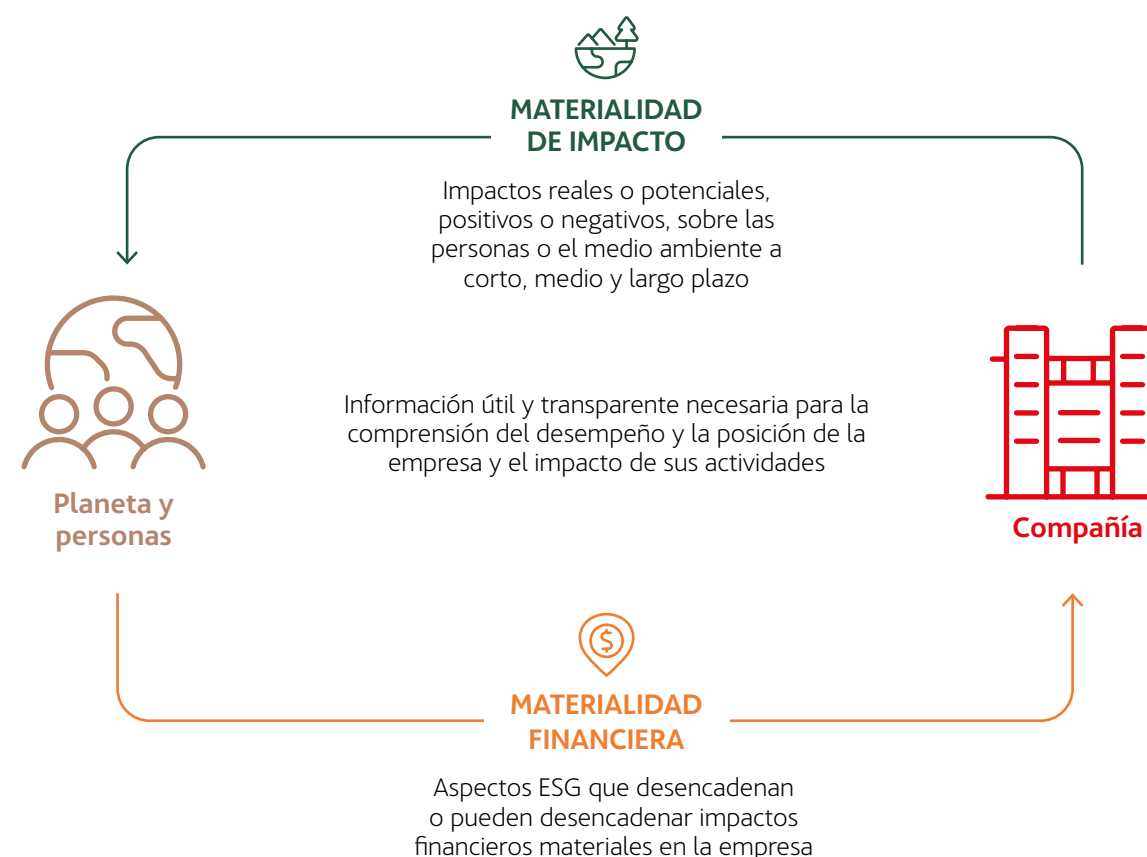 MATERIALIDAD
DE IMPACTO
Impactos reales o potenciales,
positivos o negativos, sobre las
personas o el medio ambiente a
corto, medio y largo plazo
Información útil y transparente necesaria para la
comprensión del desempeño y la posición de la
empresa y el impacto de sus actividades
Planeta y
personas
Compañía
$
MATERIALIDAD
FINANCIERA
Aspectos ESG que desencadenan
o pueden desencadenar impactos
financieros materiales en la empresa